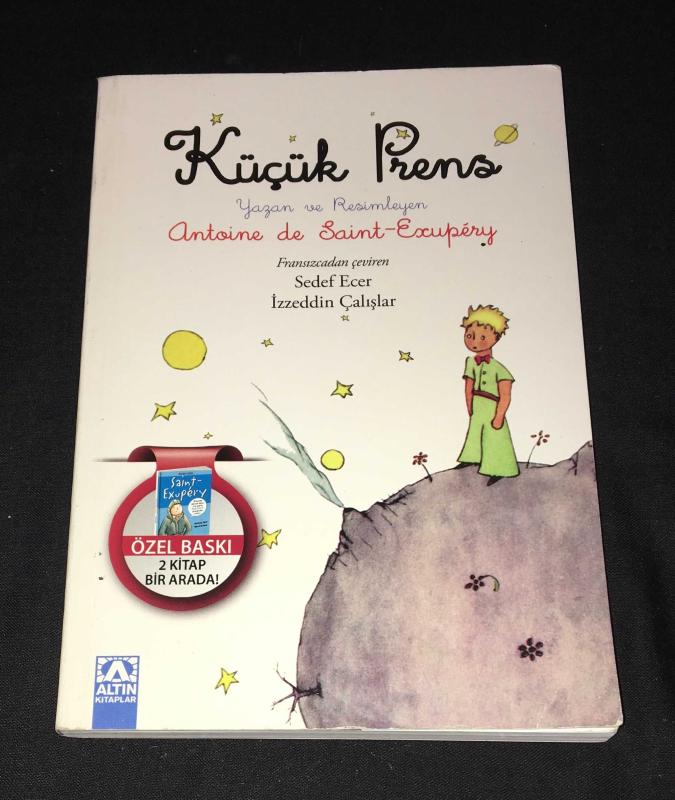 Küçük Prens
Yazan ve Resimleyen
Antoine de Saint-Exupéry
Fransızcadan çeviren
Sedef Ecer
İzzeddin Çalışlar
Saint-
Exupéry
ÖZEL BASKI
2 KİTAP
BİR ARADA!
ALTIN
KİTAPLAR